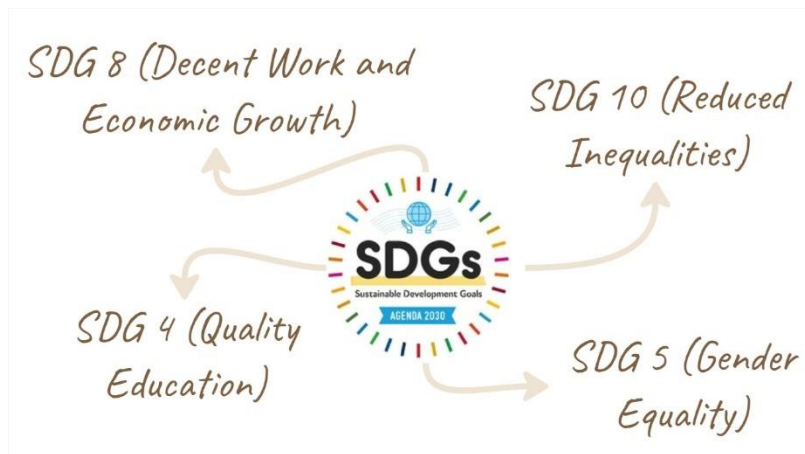 SDG 8 (Decent Work and
Economic Growth)
SDG 10 (Reduced
Inequalities)
SDGs
Sustainable Development Goals
AGENDA 2030
SDG 4 (Quality
Education)
SDG 5 (Gender
Equality)